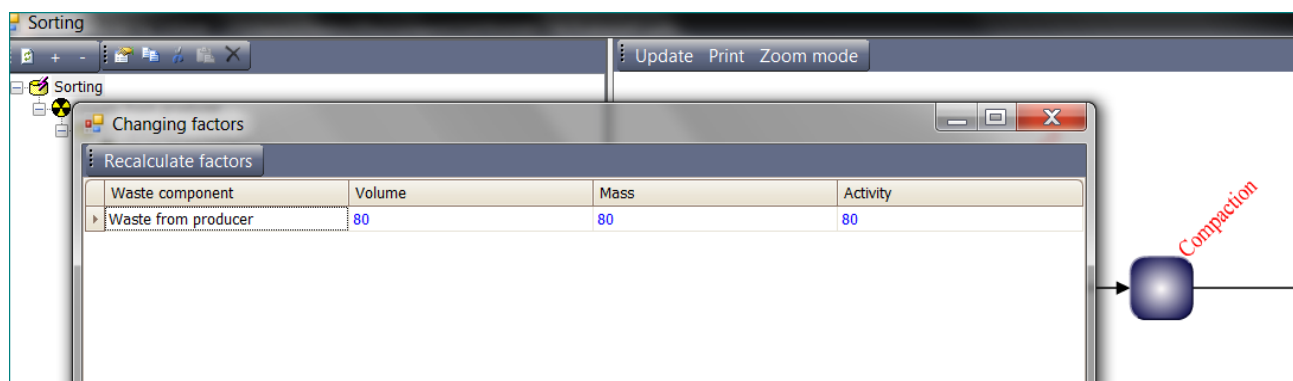 Sorting
+ -
Update Print Zoom mode
Sorting
Changing factors
Recalculate factors
Waste component Volume Mass Activity
Waste from producer 80 80 80
Compaction